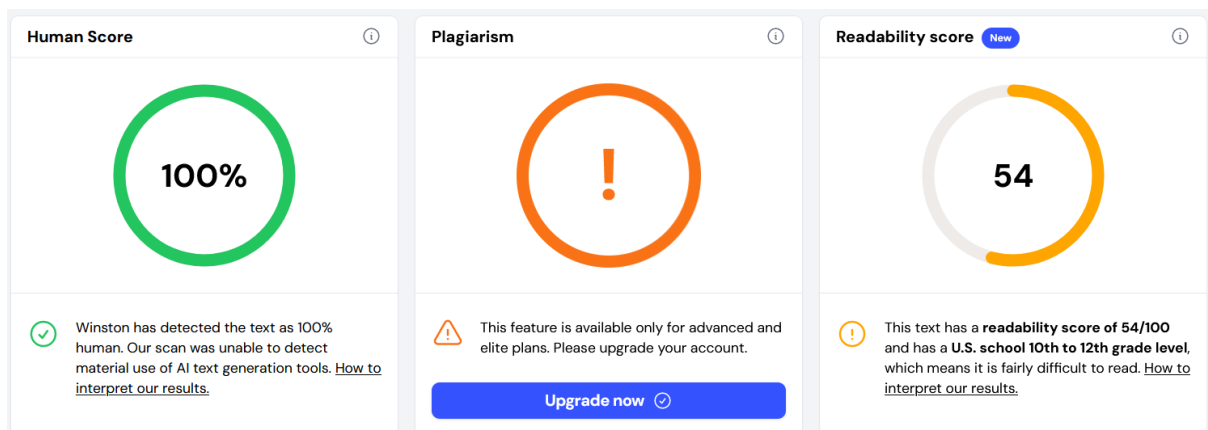 Human Score
100%
Winston has detected the text as 100%
human. Our scan was unable to detect
material use of AI text generation tools. How to
interpret our results.
Plagiarism
!
This feature is available only for advanced and
elite plans. Please upgrade your account.
Upgrade now
Readability score New
54
This text has a readability score of 54/100
and has a U.S. school 10th to 12th grade level,
which means it is fairly difficult to read. How to
interpret our results.